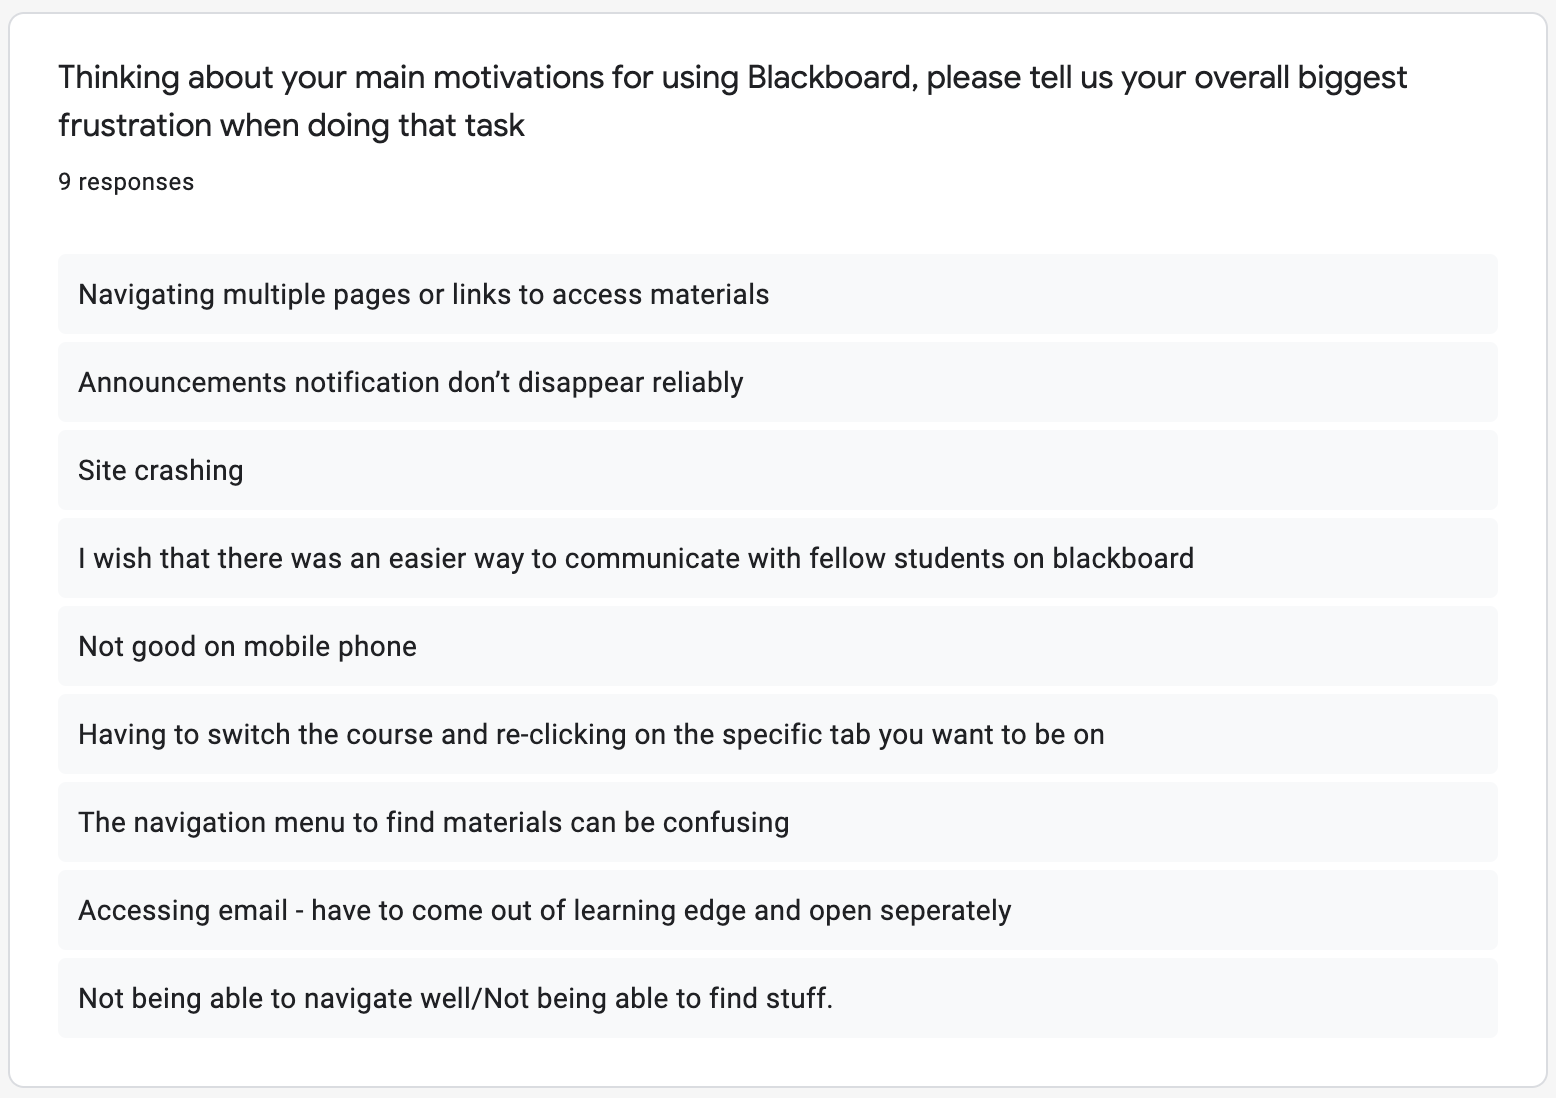 Thinking about your main motivations for using Blackboard, please tell us your overall biggest
frustration when doing that task
9 responses
Navigating multiple pages or links to access materials
Announcements notification don’t disappear reliably
Site crashing
I wish that there was an easier way to communicate with fellow students on blackboard
Not good on mobile phone
Having to switch the course and re-clicking on the specific tab you want to be on
The navigation menu to find materials can be confusing
Accessing email - have to come out of learning edge and open seperately
Not being able to navigate well/Not being able to find stuff.